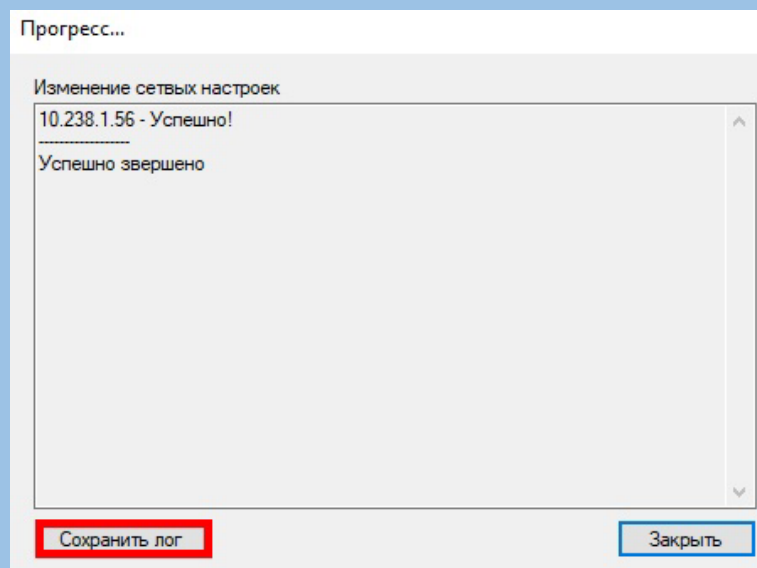 Прогресс...
Изменение сетвых настроек
10.238.1.56 - Успешно!
------------------
Успешно звершено
Сохранить лог
Закрыть